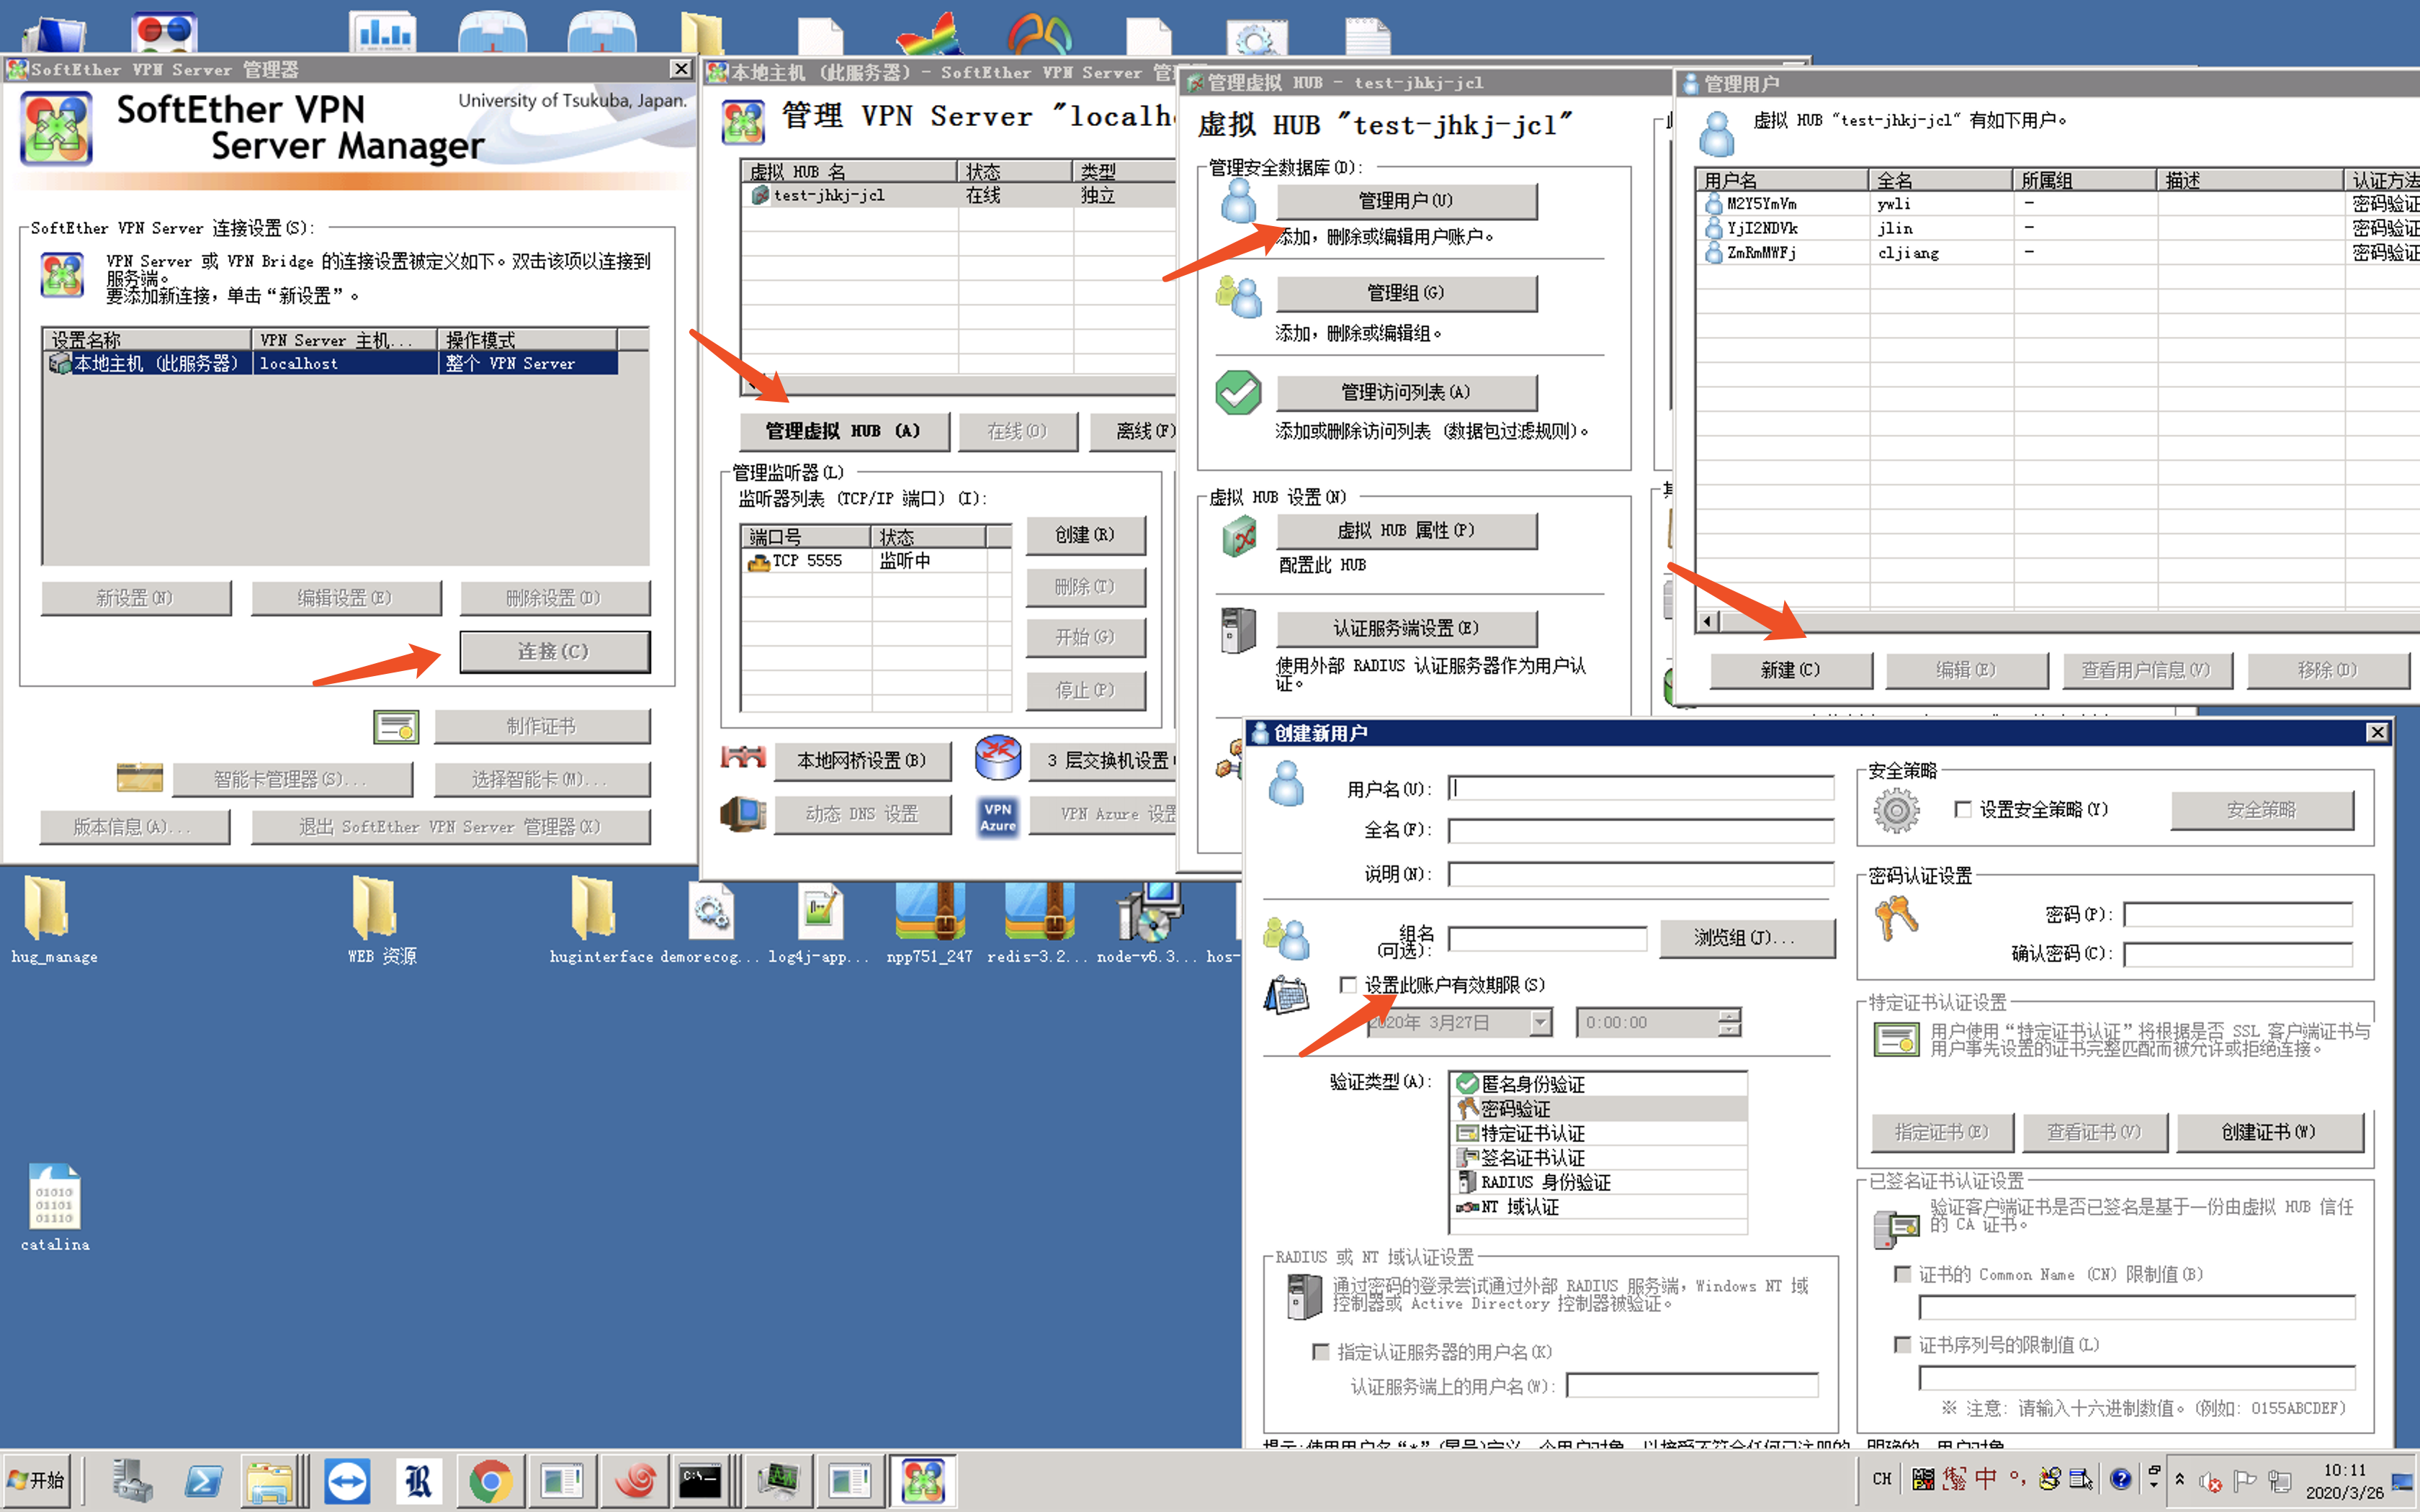 SoftEther VPN Server 管理器
SoftEther VPN
Server Manager
University of Tsukuba, Japan.
SoftEther VPN Server 连接设置(S):
VPN Server 或 VPN Bridge 的连接设置被定义如下。双击该项以连接到
服务端。
要添加新连接，单击“新设置”。
设置名称 VPN Server 主机... 操作模式
本地主机 (此服务器) localhost 整个 VPN Server
新设置(N) 编辑设置(E) 删除设置(D)
连接(C)
制作证书
智能卡管理器(S)... 选择智能卡(M)...
版本信息(A)... 退出 SoftEther VPN Server 管理器(X)
本地主机 (此服务器) - SoftEther VPN Server
管理 VPN Server "localh
虚拟 HUB 名 状态 类型
test-jhkj-jcl 在线 独立
管理虚拟 HUB (A) 在线(O) 离线(F)
管理监听器(L)
监听器列表 (TCP/IP 端口) (I):
端口号 状态
TCP 5555 监听中
创建(R)
删除(T)
开始(G)
停止(P)
本地网桥设置(B) 3 层交换机设置
动态 DNS 设置 VPN Azure VPN Azure 设
管理虚拟 HUB - test-jhkj-jcl
虚拟 HUB "test-jhkj-jcl"
管理安全数据库(D):
管理用户(U)
添加，删除或编辑用户账户。
管理组(G)
添加，删除或编辑组。
管理访问列表(A)
添加或删除访问列表 (数据包过滤规则)。
虚拟 HUB 设置(N)
虚拟 HUB 属性(P)
配置此 HUB
认证服务端设置(E)
使用外部 RADIUS 认证服务器作为用户认
证。
管理用户
虚拟 HUB "test-jhkj-jcl" 有如下用户。
用户名 全名 所属组 描述 认证方法
M2Y5YmVm ywli - 密码验证
YjI2NDVk jlin - 密码验证
ZmRmMWFj cljiang - 密码验证
新建(C) 编辑(E) 查看用户信息(V) 移除(D)
创建新用户
用户名(U):
全名(F):
说明(N):
组名
(可选):
浏览组(J)...
设置此账户有效期限(S)
2020年 3月27日 0:00:00
验证类型(A):
匿名身份验证
密码验证
特定证书认证
签名证书认证
RADIUS 身份验证
NT 域认证
RADIUS 或 NT 域认证设置
通过密码的登录尝试通过外部 RADIUS 服务端，Windows NT 域
控制器或 Active Directory 控制器被验证。
指定认证服务器的用户名(K)
认证服务端上的用户名(W):
安全策略
设置安全策略(Y) 安全策略
密码认证设置
密码(P):
确认密码(C):
特定证书认证设置
用户使用“特定证书认证”将根据是否 SSL 客户端证书与
用户事先设置的证书完整匹配而被允许或拒绝连接。
指定证书(E) 查看证书(V) 创建证书(W)
已签名证书认证设置
验证客户端证书是否已签名是基于一份由虚拟 HUB 信任
的 CA 证书。
证书的 Common Name (CN) 限制值(B)
证书序列号的限制值(L)
※ 注意: 请输入十六进制数值。(例如: 0155ABCDEF)
hug_manage
WEB 资源
huginterface
demorecog...
log4j-app...
npp751_247
redis-3.2...
node-v6.3...
hos-
01010
01101
01110
catalina
开始
CH
中
10:11
2020/3/26